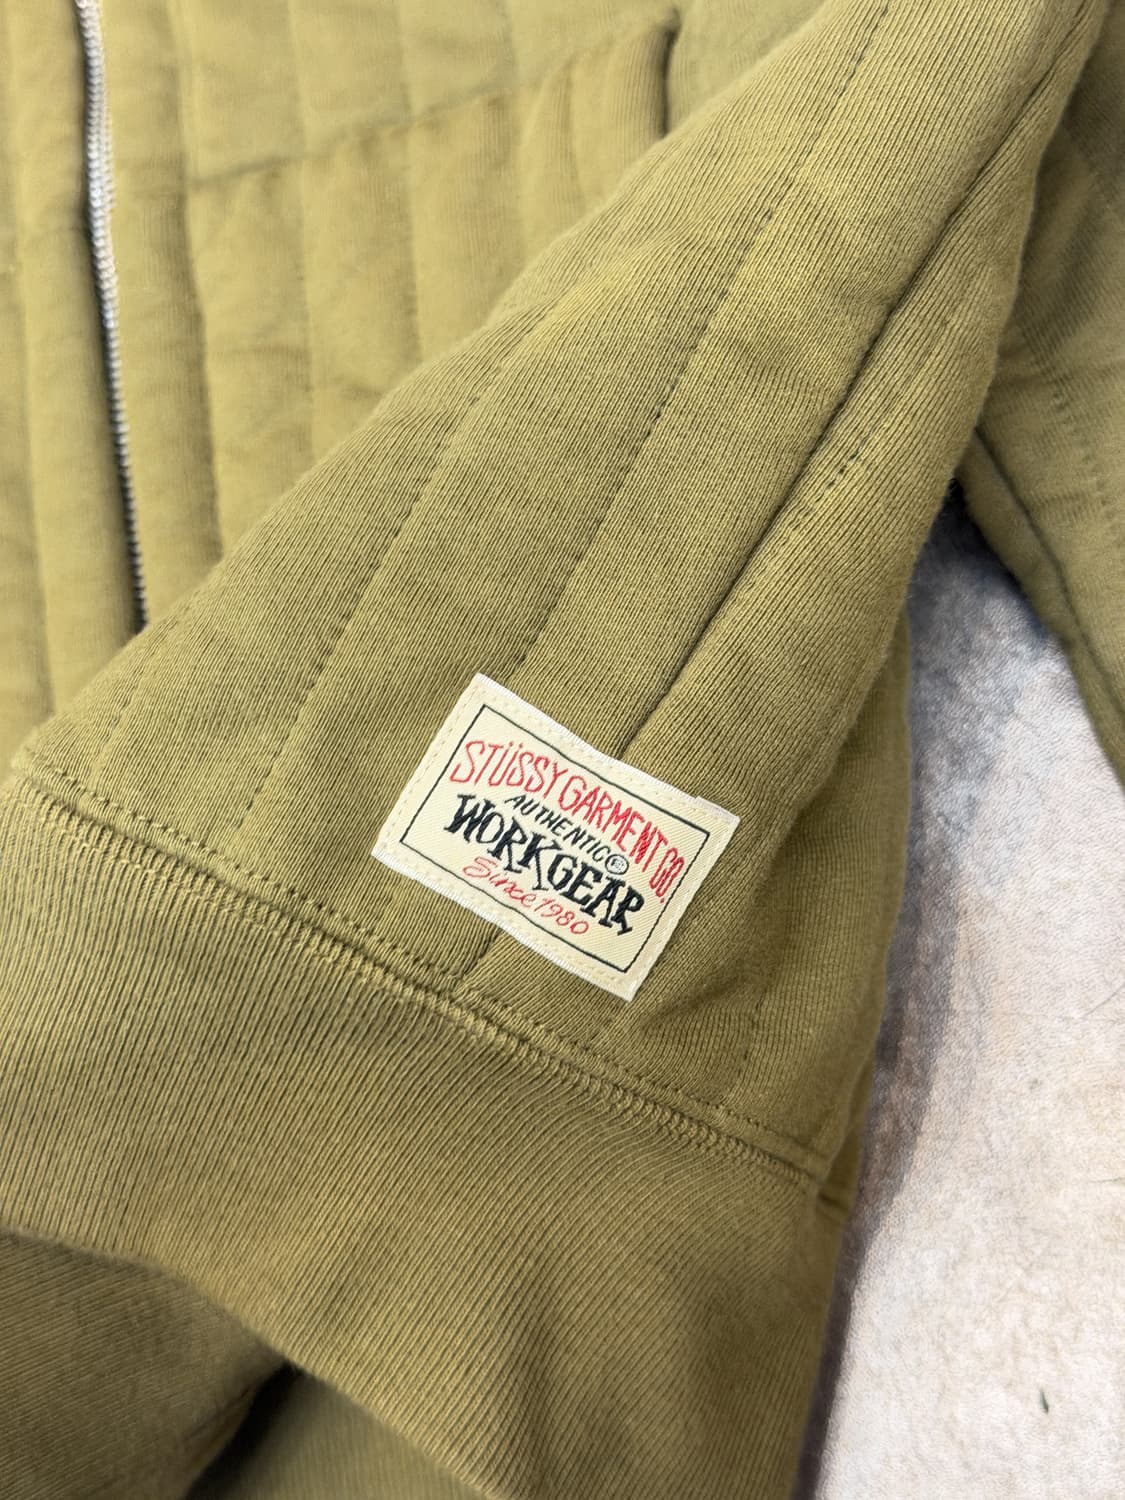 STÜSSY GARMENT CO.
AUTHENTIC®
WORKGEAR
Since 1980